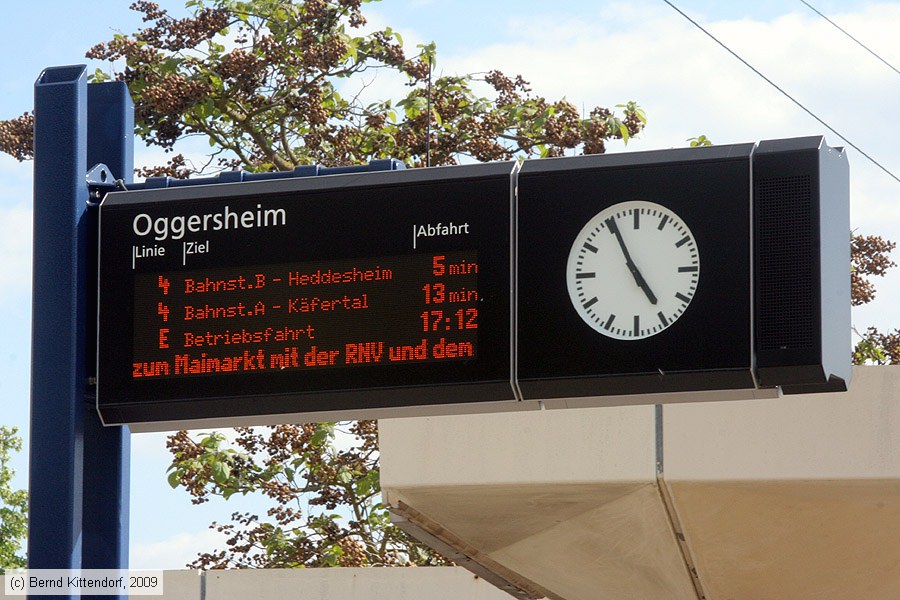 Oggersheim
Linie Ziel Abfahrt
4 Bahnst.B - Heddesheim 5 min
4 Bahnst.A - Käfertal 13 min
E Betriebsfahrt 17:12
zum Maimarkt mit der RNV und dem
(c) Bernd Kittendorf, 2009